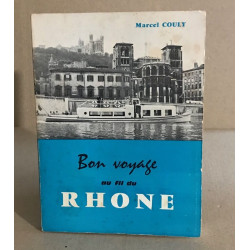 Marcel COULY
Bon voyage
au fil du
RHONE